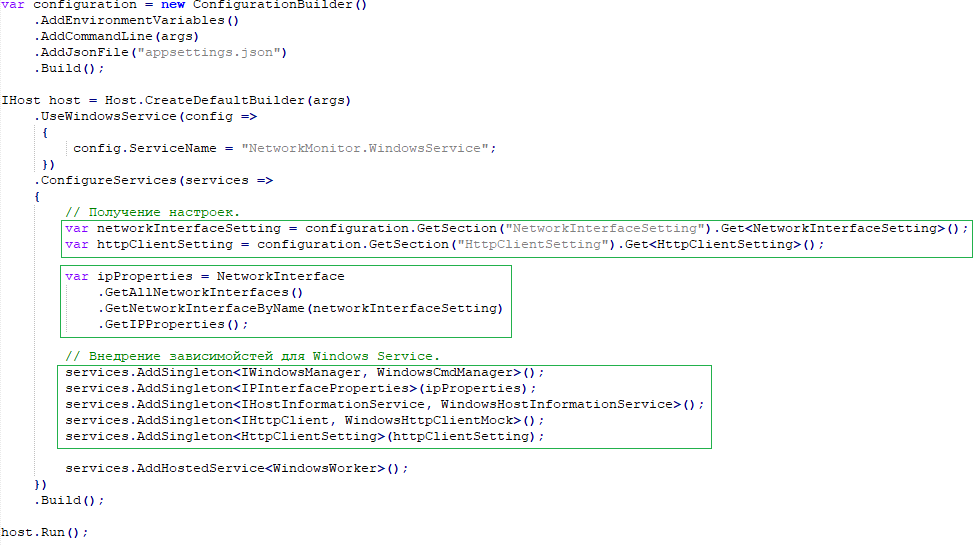 var configuration = new ConfigurationBuilder()
    .AddEnvironmentVariables()
    .AddCommandLine(args)
    .AddJsonFile("appsettings.json")
    .Build();

IHost host = Host.CreateDefaultBuilder(args)
    .UseWindowsService(config =>
    {
        config.ServiceName = "NetworkMonitor.WindowsService";
    })
    .ConfigureServices(services =>
    {
        // Получение настроек.
        var networkInterfaceSetting = configuration.GetSection("NetworkInterfaceSetting").Get<NetworkInterfaceSetting>();
        var httpClientSetting = configuration.GetSection("HttpClientSetting").Get<HttpClientSetting>();

        var ipProperties = NetworkInterface
            .GetAllNetworkInterfaces()
            .GetNetworkInterfaceByName(networkInterfaceSetting)
            .GetIPProperties();

        // Внедрение зависимойстей для Windows Service.
        services.AddSingleton<IWindowsManager, WindowsCmdManager>();
        services.AddSingleton<IPInterfaceProperties>(ipProperties);
        services.AddSingleton<IHostInformationService, WindowsHostInformationService>();
        services.AddSingleton<IHttpClient, WindowsHttpClientMock>();
        services.AddSingleton<HttpClientSetting>(httpClientSetting);

        services.AddHostedService<WindowsWorker>();
    })
    .Build();

host.Run();